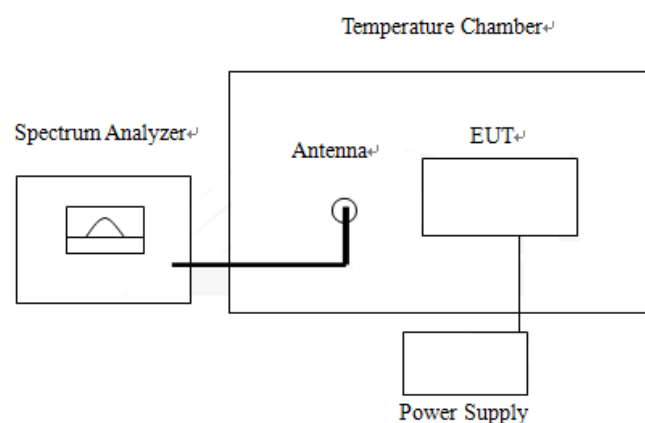 Temperature Chamber↵
Spectrum Analyzer↵
Antenna↵
EUT↵
Power Supply